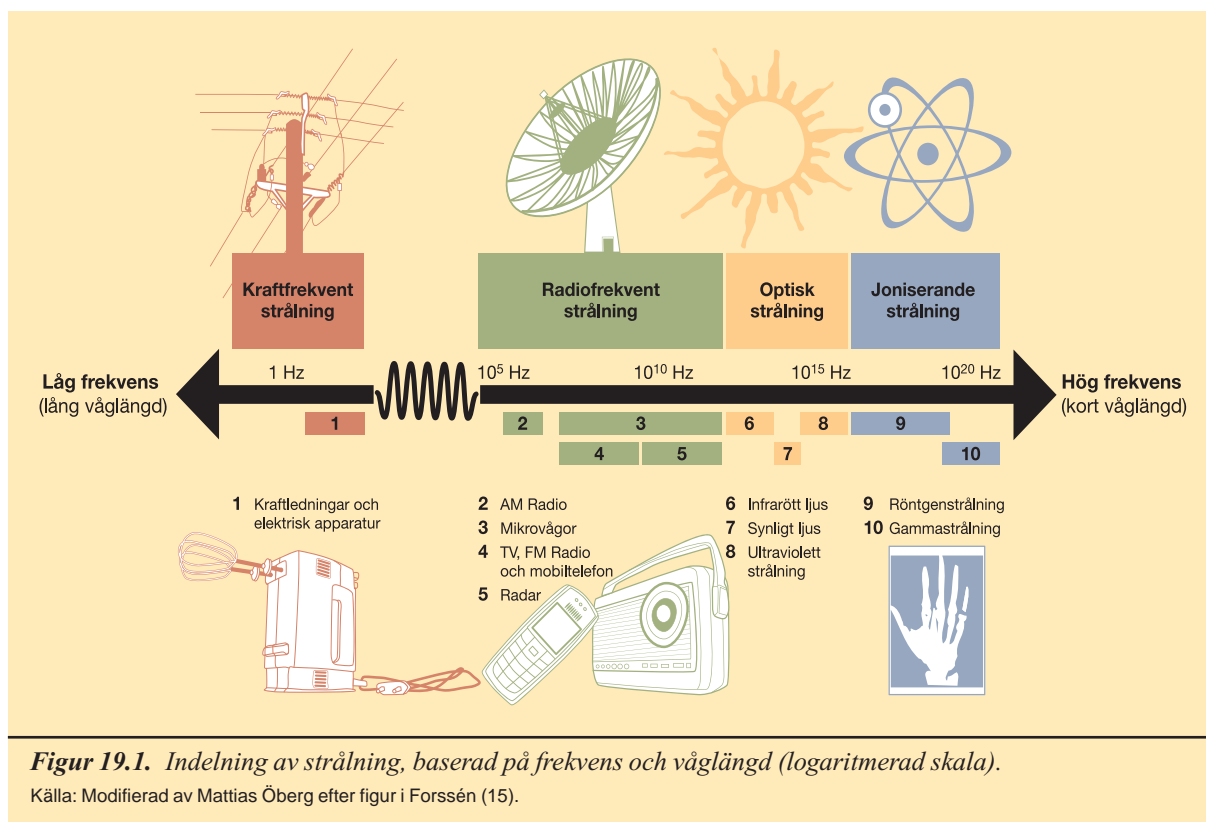 Kraftfrekvent
strålning
Radiofrekvent
strålning
Optisk
strålning
Joniserande
strålning
Låg frekvens
(lång våglängd)
1 Hz
10⁵ Hz
10¹⁰ Hz
10¹⁵ Hz
10²⁰ Hz
Hög frekvens
(kort våglängd)
1
2
3
4
5
6
7
8
9
10
1 Kraftledningar och
elektrisk apparatur
2 AM Radio
3 Mikrovågor
4 TV, FM Radio
och mobiltelefon
5 Radar
6 Infrarött ljus
7 Synligt ljus
8 Ultraviolett
strålning
9 Röntgenstrålning
10 Gammastrålning
Figur 19.1. Indelning av strålning, baserad på frekvens och våglängd (logaritmerad skala).
Källa: Modifierad av Mattias Öberg efter figur i Forssén (15).